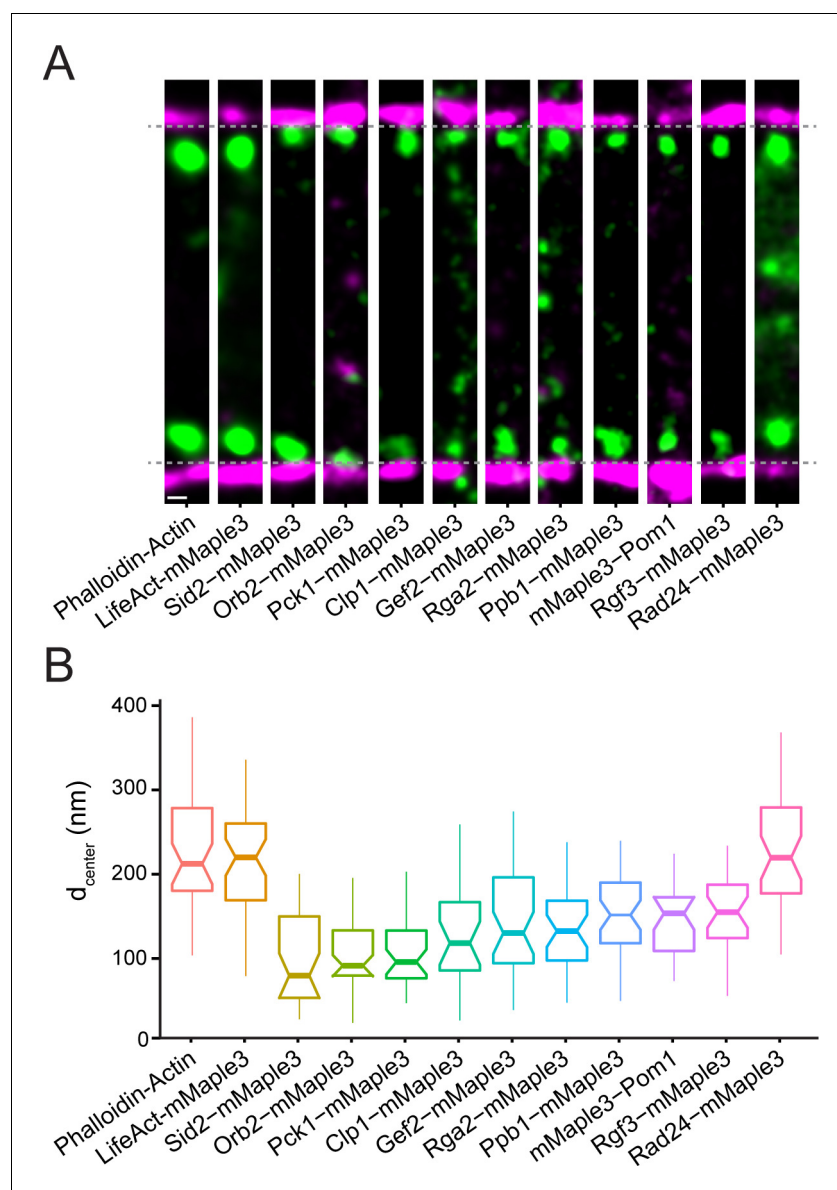 A
Phalloidin-Actin
LifeAct-mMaple3
Sid2-mMaple3
Orb2-mMaple3
Pck1-mMaple3
Clp1-mMaple3
Gef2-mMaple3
Rga2-mMaple3
Ppb1-mMaple3
mMaple3-Pom1
Rgf3-mMaple3
Rad24-mMaple3
B
d_center (nm)
400
300
200
100
0
Phalloidin-Actin
LifeAct-mMaple3
Sid2-mMaple3
Orb2-mMaple3
Pck1-mMaple3
Clp1-mMaple3
Gef2-mMaple3
Rga2-mMaple3
Ppb1-mMaple3
mMaple3-Pom1
Rgf3-mMaple3
Rad24-mMaple3